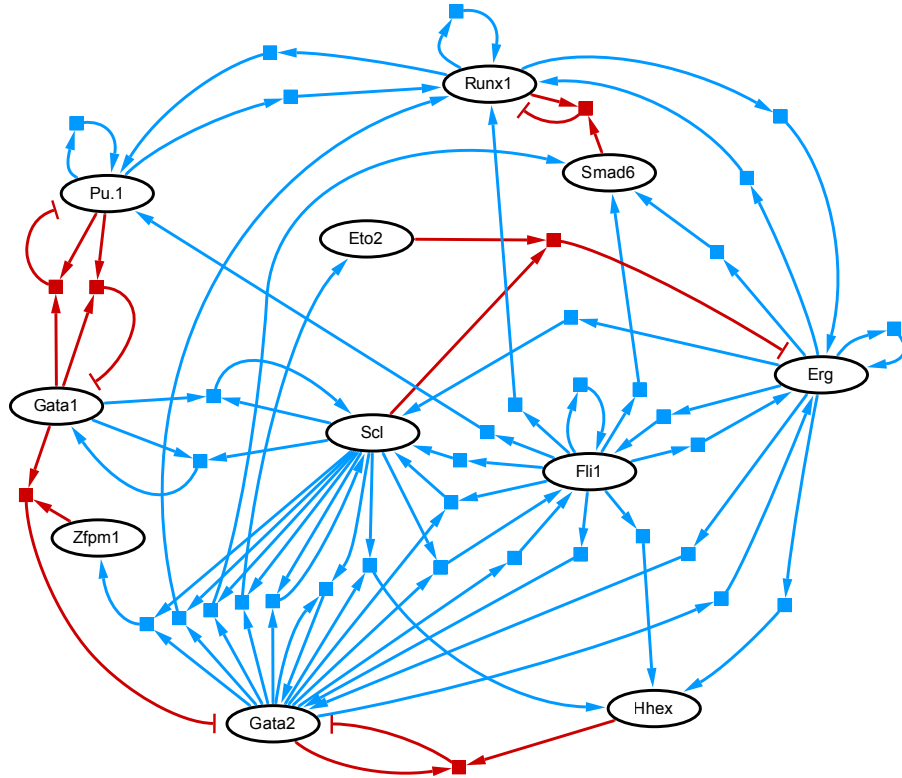 Runx1
Smad6
Pu.1
Eto2
Erg
Gata1
Scl
Fli1
Zfpm1
Hhex
Gata2